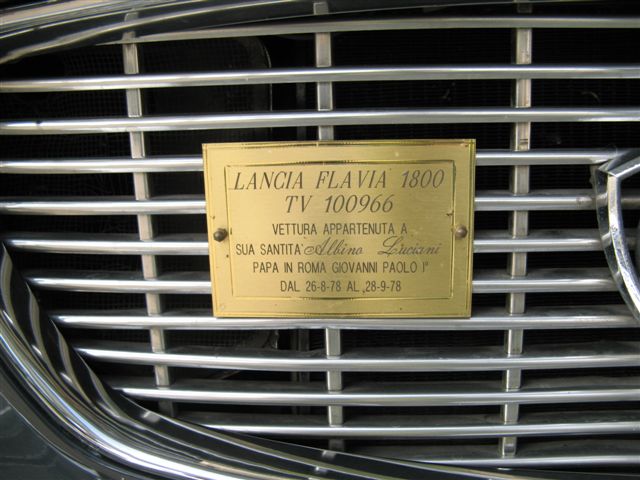 LANCIA FLAVIA 1800
TV 100966
VETTURA APPARTENUTA A
SUA SANTITA' Albino Luciani
PAPA IN ROMA GIOVANNI PAOLO I°
DAL 26-8-78 AL ,28-9-78